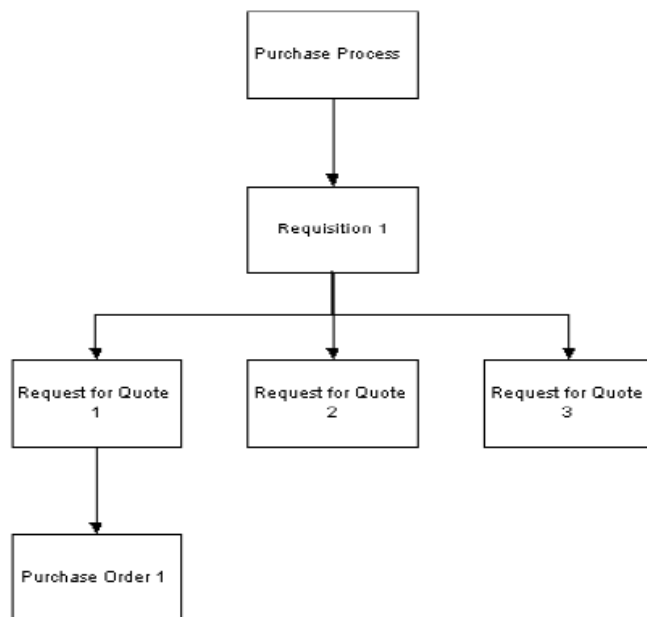 Purchase Process
Requisition 1
Request for Quote
1
Request for Quote
2
Request for Quote
3
Purchase Order 1